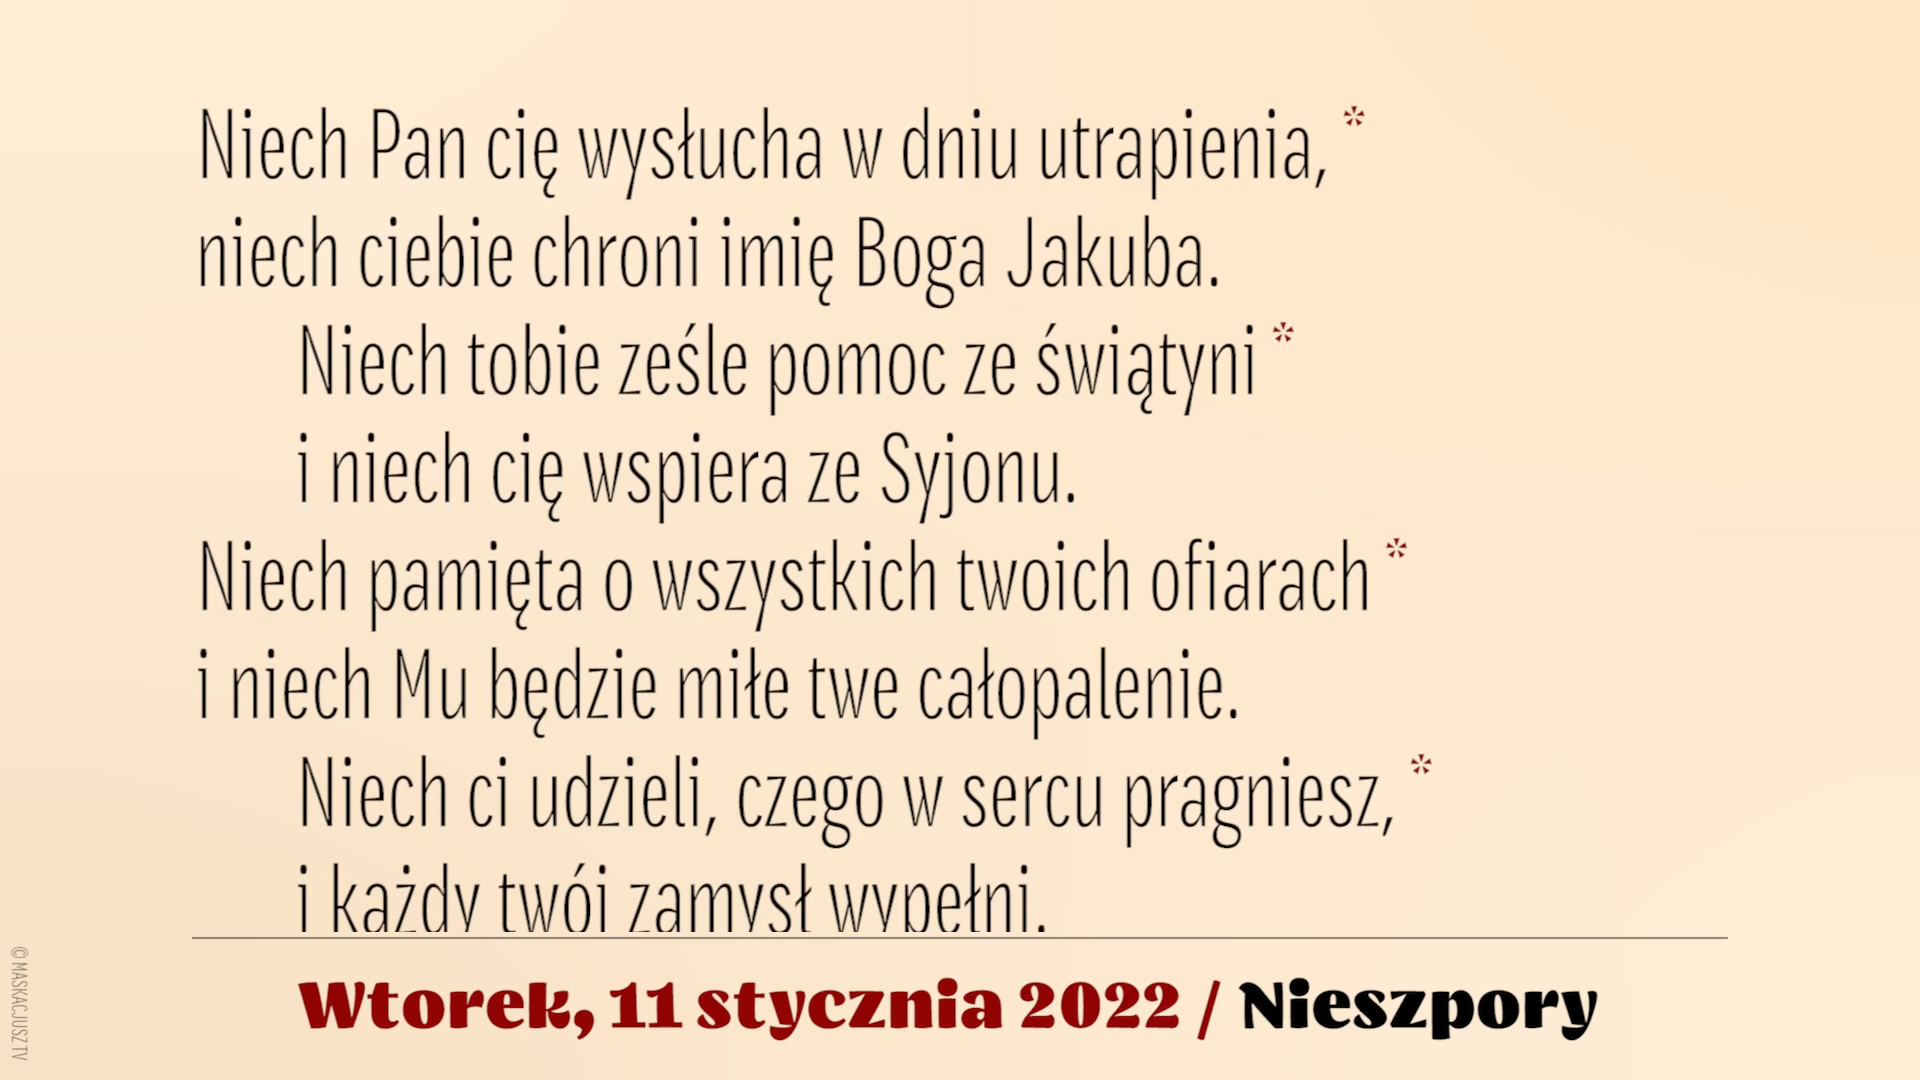 Niech Pan cię wysłucha w dniu utrapienia, *
niech ciebie chroni imię Boga Jakuba.
Niech tobie ześle pomoc ze świątyni *
i niech cię wspiera ze Syjonu.
Niech pamięta o wszystkich twoich ofiarach *
i niech Mu będzie miłe twe całopalenie.
Niech ci udzieli, czego w sercu pragniesz, *
i każdy twój zamysł wypełni.
Wtorek, 11 stycznia 2022 / Nieszpory
© MASKACJUSZ TV